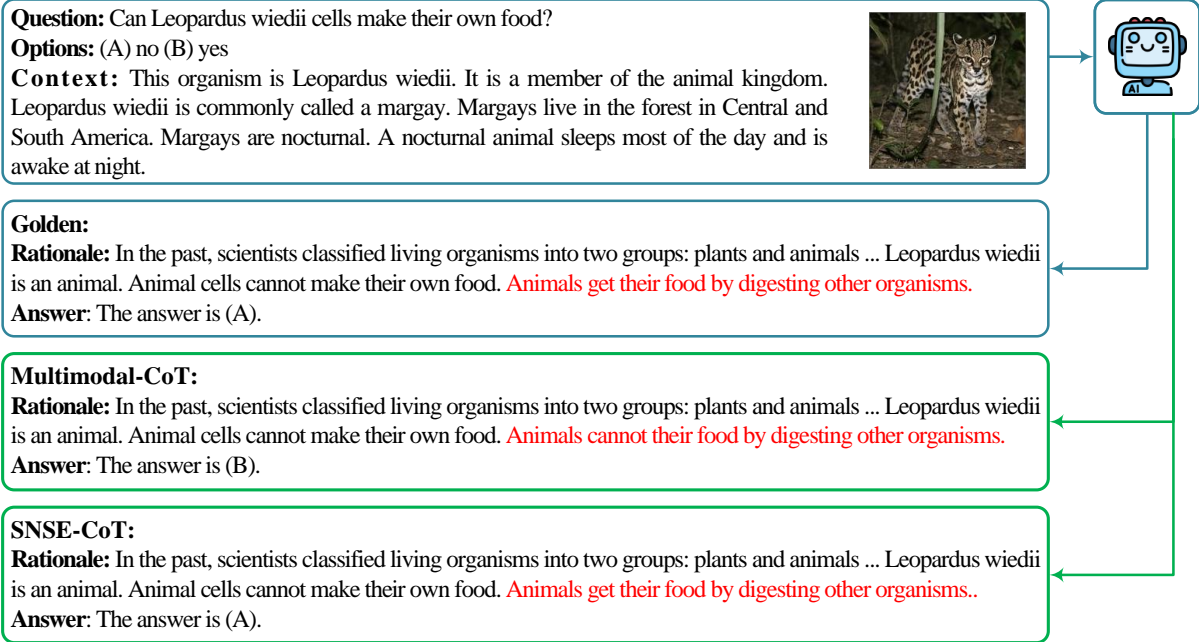 Question: Can Leopardus wiedii cells make their own food?
Options: (A) no (B) yes
Context: This organism is Leopardus wiedii. It is a member of the animal kingdom.
Leopardus wiedii is commonly called a margay. Margays live in the forest in Central and
South America. Margays are nocturnal. A nocturnal animal sleeps most of the day and is
awake at night.
AI
Golden:
Rationale: In the past, scientists classified living organisms into two groups: plants and animals ... Leopardus wiedii
is an animal. Animal cells cannot make their own food. Animals get their food by digesting other organisms.
Answer: The answer is (A).
Multimodal-CoT:
Rationale: In the past, scientists classified living organisms into two groups: plants and animals ... Leopardus wiedii
is an animal. Animal cells cannot make their own food. Animals cannot their food by digesting other organisms.
Answer: The answer is (B).
SNSE-CoT:
Rationale: In the past, scientists classified living organisms into two groups: plants and animals ... Leopardus wiedii
is an animal. Animal cells cannot make their own food. Animals get their food by digesting other organisms..
Answer: The answer is (A).